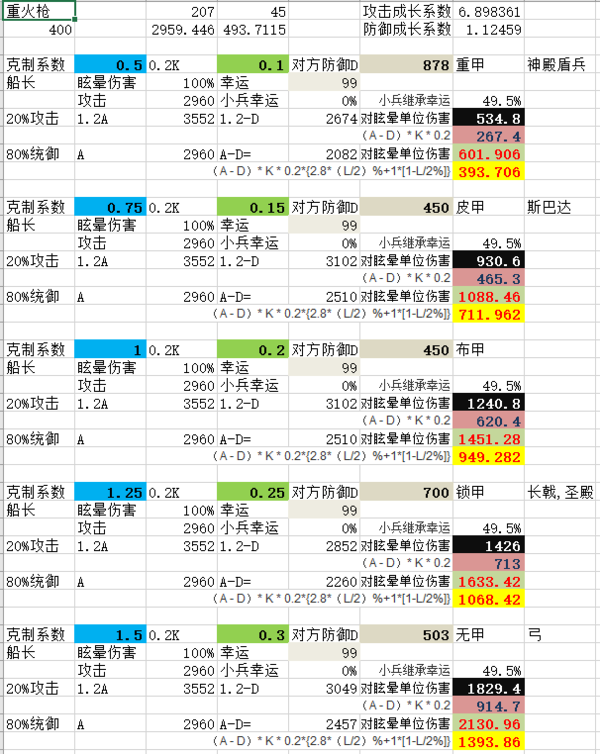 重火枪 207 45 攻击成长系数 6.898361
400 2959.446 493.7115 防御成长系数 1.12459
克制系数 0.5 0.2K 0.1 对方防御D 878 重甲 神殿盾兵
船长 眩晕伤害 100% 幸运 99
攻击 2960 小兵幸运 0% 小兵继承幸运 49.5%
20%攻击 1.2A 3552 1.2-D 2674 对眩晕单位伤害 534.8
(A-D)*K*0.2 267.4
80%统御 A 2960 A-D= 2082 对眩晕单位伤害 601.906
(A-D)*K*0.2*{2.8*(L/2)%+1*[1-L/2%]} 393.706
克制系数 0.75 0.2K 0.15 对方防御D 450 皮甲 斯巴达
船长 眩晕伤害 100% 幸运 99
攻击 2960 小兵幸运 0% 小兵继承幸运 49.5%
20%攻击 1.2A 3552 1.2-D 3102 对眩晕单位伤害 930.6
(A-D)*K*0.2 465.3
80%统御 A 2960 A-D= 2510 对眩晕单位伤害 1088.46
(A-D)*K*0.2*{2.8*(L/2)%+1*[1-L/2%]} 711.962
克制系数 1 0.2K 0.2 对方防御D 450 布甲
船长 眩晕伤害 100% 幸运 99
攻击 2960 小兵幸运 0% 小兵继承幸运 49.5%
20%攻击 1.2A 3552 1.2-D 3102 对眩晕单位伤害 1240.8
(A-D)*K*0.2 620.4
80%统御 A 2960 A-D= 2510 对眩晕单位伤害 1451.28
(A-D)*K*0.2*{2.8*(L/2)%+1*[1-L/2%]} 949.282
克制系数 1.25 0.2K 0.25 对方防御D 700 锁甲 长戟,圣殿
船长 眩晕伤害 100% 幸运 99
攻击 2960 小兵幸运 0% 小兵继承幸运 49.5%
20%攻击 1.2A 3552 1.2-D 2852 对眩晕单位伤害 1426
(A-D)*K*0.2 713
80%统御 A 2960 A-D= 2260 对眩晕单位伤害 1633.42
(A-D)*K*0.2*{2.8*(L/2)%+1*[1-L/2%]} 1068.42
克制系数 1.5 0.2K 0.3 对方防御D 503 无甲 弓
船长 眩晕伤害 100% 幸运 99
攻击 2960 小兵幸运 0% 小兵继承幸运 49.5%
20%攻击 1.2A 3552 1.2-D 3049 对眩晕单位伤害 1829.4
(A-D)*K*0.2 914.7
80%统御 A 2960 A-D= 2457 对眩晕单位伤害 2130.96
(A-D)*K*0.2*{2.8*(L/2)%+1*[1-L/2%]} 1393.86